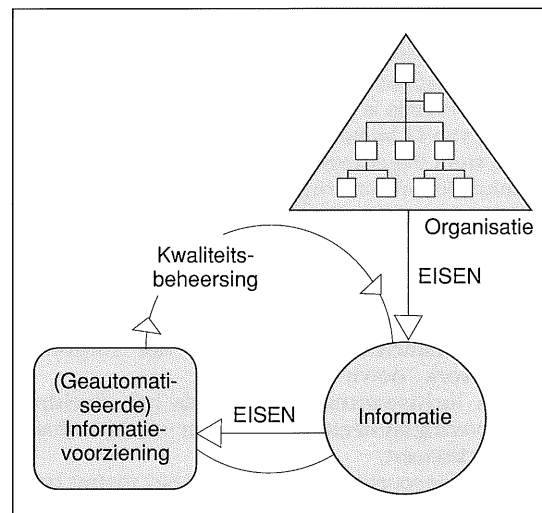 Organisatie
EISEN
Kwaliteits-
beheersing
(Geautomati-
seerde)
Informatie-
voorziening
EISEN
Informatie